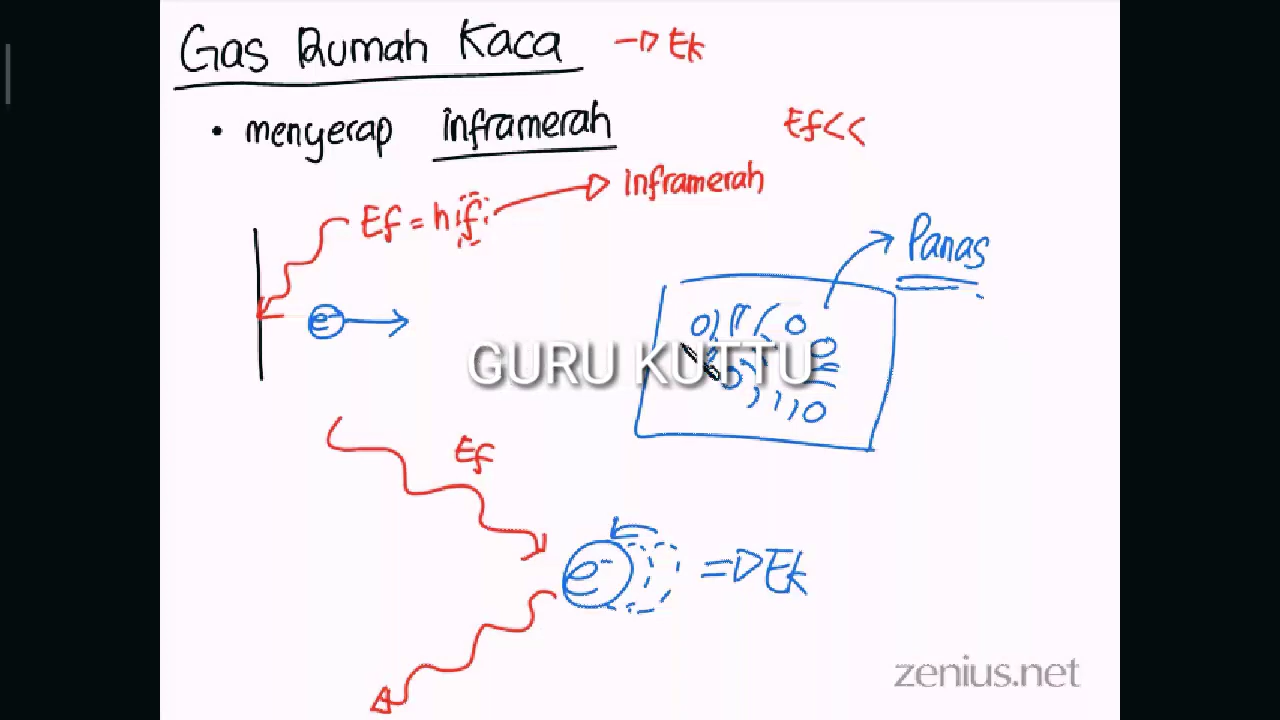 Gas Rumah Kaca → Ek
• menyerap inframerah
Ef<<
Ef = h.f → inframerah
Panas
e-
GURU KUTTU
Ef
e- => Ek
zenius.net